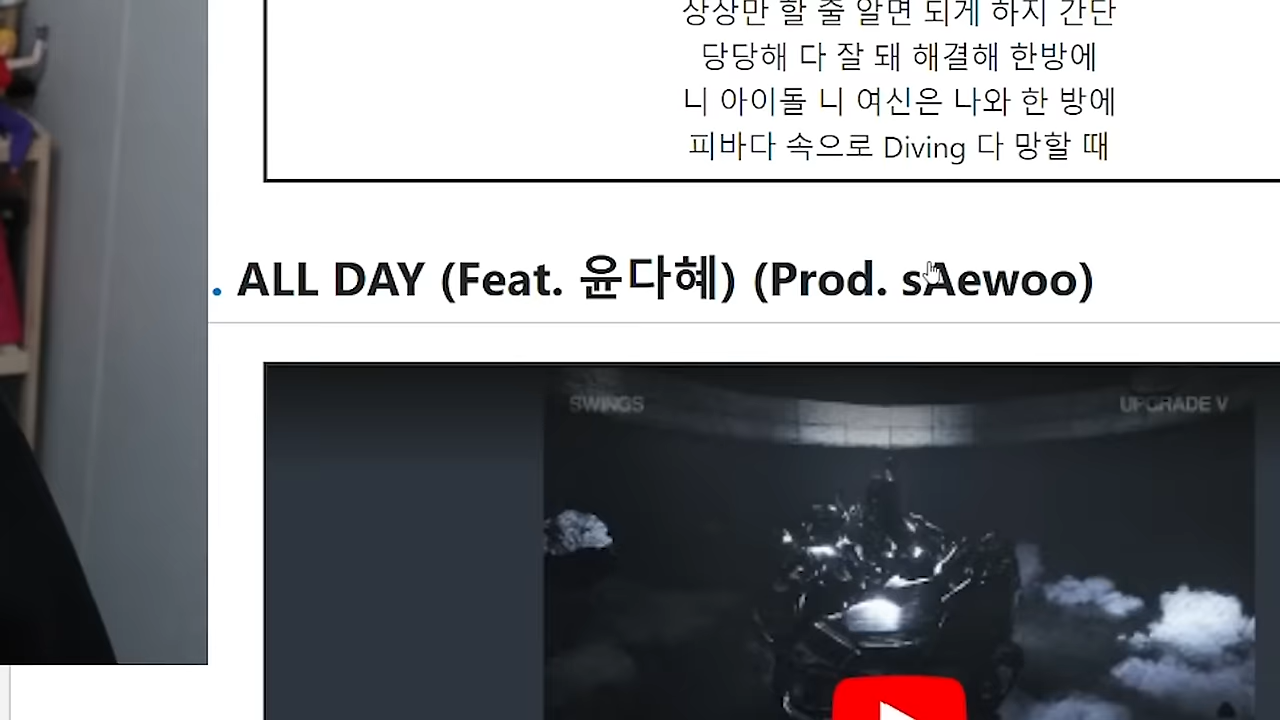 상상만 할 줄 알면 되게 하지 간단
당당해 다 잘 돼 해결해 한방에
니 아이돌 니 여신은 나와 한 방에
피바다 속으로 Diving 다 망할 때
. ALL DAY (Feat. 윤다혜) (Prod. sAewoo)
SWINGS
UPGRADE V